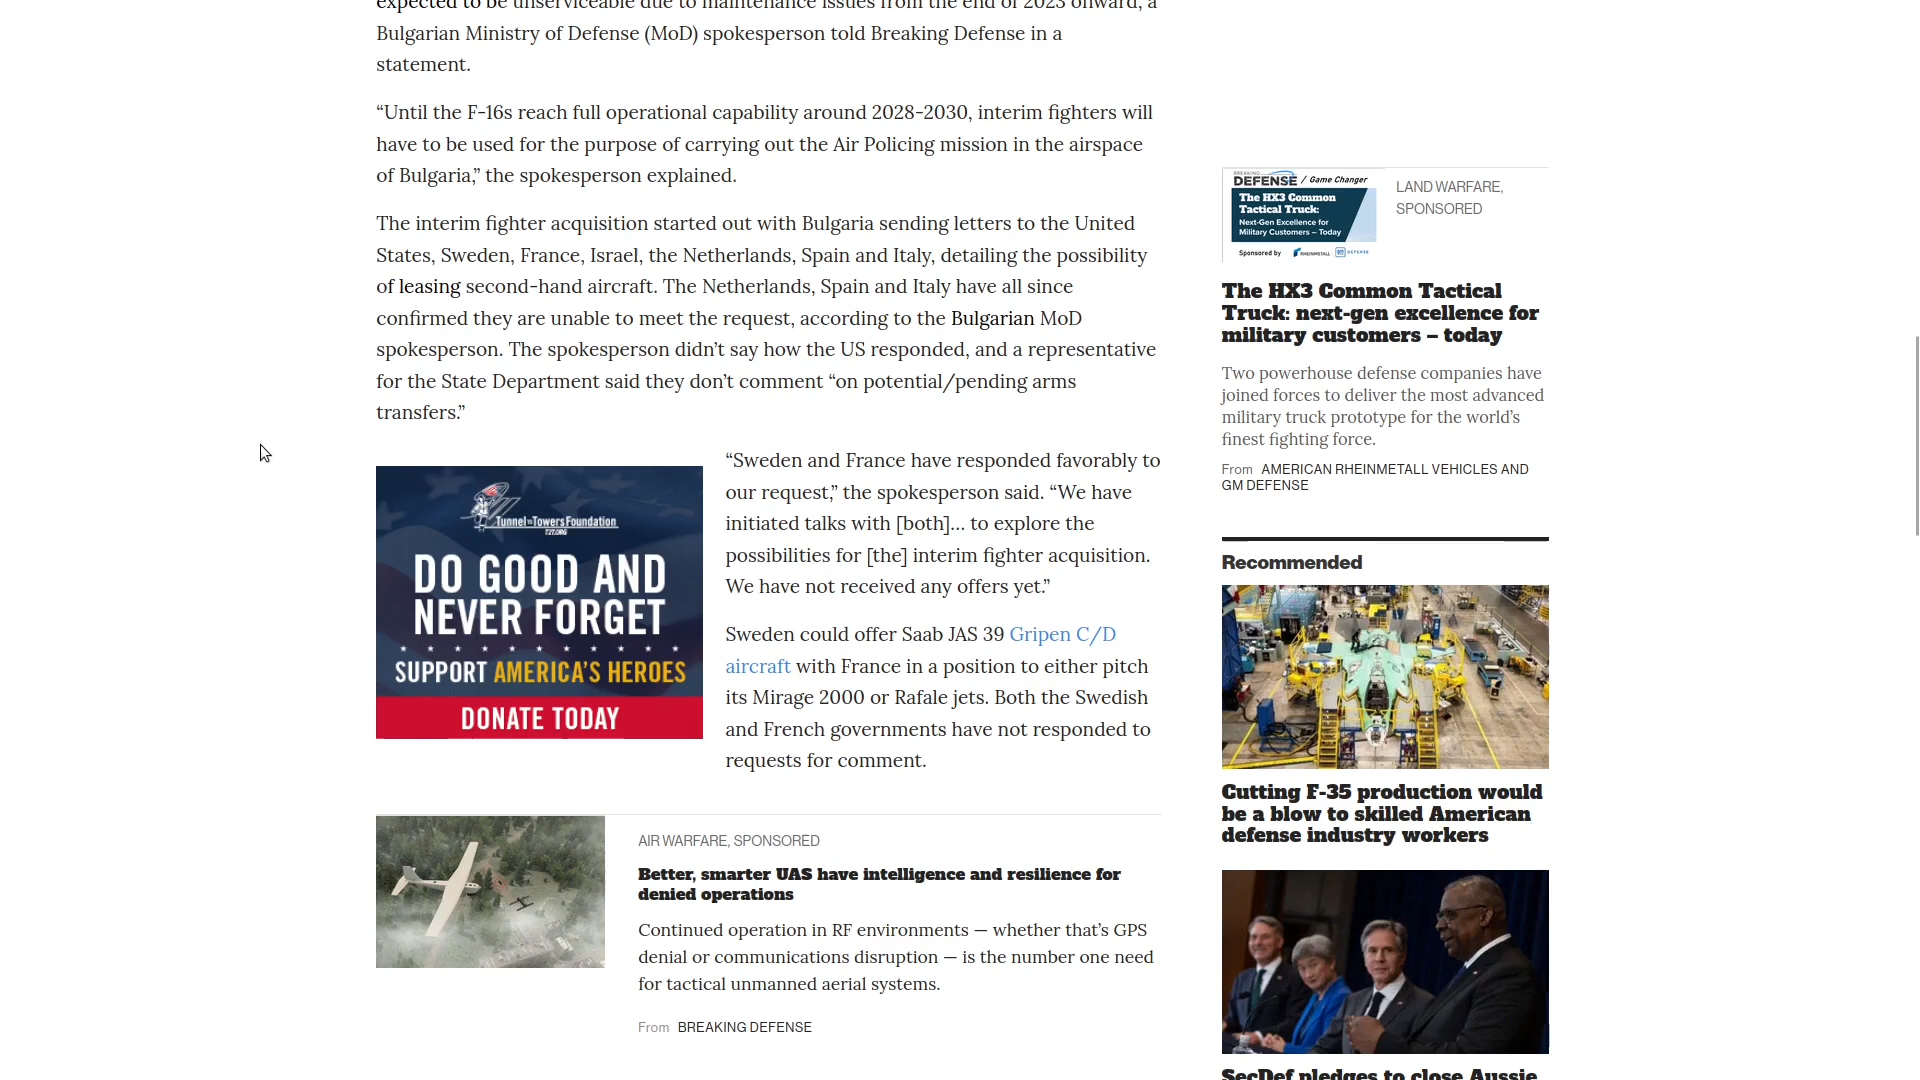 expected to be unserviceable due to maintenance issues from the end of 2023 onward, a
Bulgarian Ministry of Defense (MoD) spokesperson told Breaking Defense in a
statement.
“Until the F-16s reach full operational capability around 2028-2030, interim fighters will
have to be used for the purpose of carrying out the Air Policing mission in the airspace
of Bulgaria,” the spokesperson explained.
The interim fighter acquisition started out with Bulgaria sending letters to the United
States, Sweden, France, Israel, the Netherlands, Spain and Italy, detailing the possibility
of leasing second-hand aircraft. The Netherlands, Spain and Italy have all since
confirmed they are unable to meet the request, according to the Bulgarian MoD
spokesperson. The spokesperson didn’t say how the US responded, and a representative
for the State Department said they don’t comment “on potential/pending arms
transfers.”
Tunnel to Towers Foundation
T2T.ORG
DO GOOD AND
NEVER FORGET
SUPPORT AMERICA'S HEROES
DONATE TODAY
“Sweden and France have responded favorably to
our request,” the spokesperson said. “We have
initiated talks with [both]… to explore the
possibilities for [the] interim fighter acquisition.
We have not received any offers yet.”
Sweden could offer Saab JAS 39 Gripen C/D
aircraft with France in a position to either pitch
its Mirage 2000 or Rafale jets. Both the Swedish
and French governments have not responded to
requests for comment.
AIR WARFARE, SPONSORED
Better, smarter UAS have intelligence and resilience for
denied operations
Continued operation in RF environments — whether that’s GPS
denial or communications disruption — is the number one need
for tactical unmanned aerial systems.
From BREAKING DEFENSE
BREAKING
DEFENSE / Game Changer
The HX3 Common
Tactical Truck:
Next-Gen Excellence for
Military Customers – Today
Sponsored by RHEINMETALL GM DEFENSE
LAND WARFARE,
SPONSORED
The HX3 Common Tactical
Truck: next-gen excellence for
military customers – today
Two powerhouse defense companies have
joined forces to deliver the most advanced
military truck prototype for the world’s
finest fighting force.
From AMERICAN RHEINMETALL VEHICLES AND
GM DEFENSE
Recommended
Cutting F-35 production would
be a blow to skilled American
defense industry workers
SecDef pledges to close Aussie